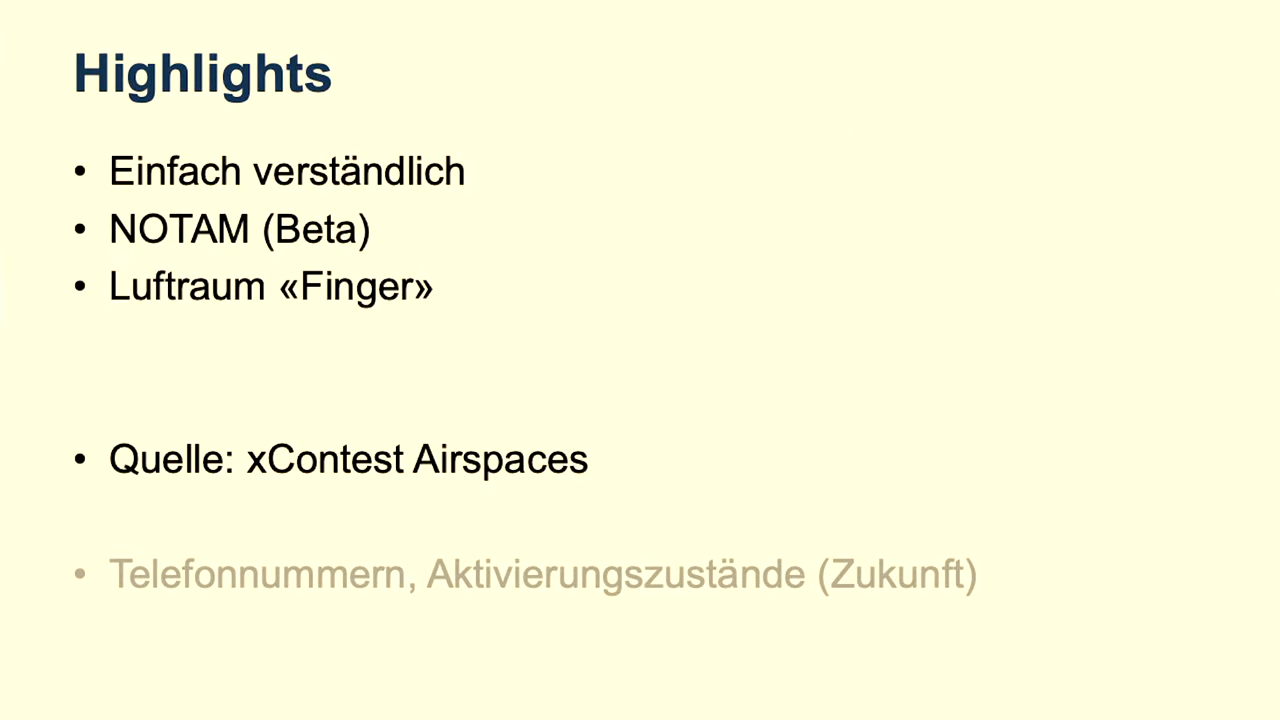 Highlights
• Einfach verständlich
• NOTAM (Beta)
• Luftraum «Finger»
• Quelle: xContest Airspaces
• Telefonnummern, Aktivierungszustände (Zukunft)